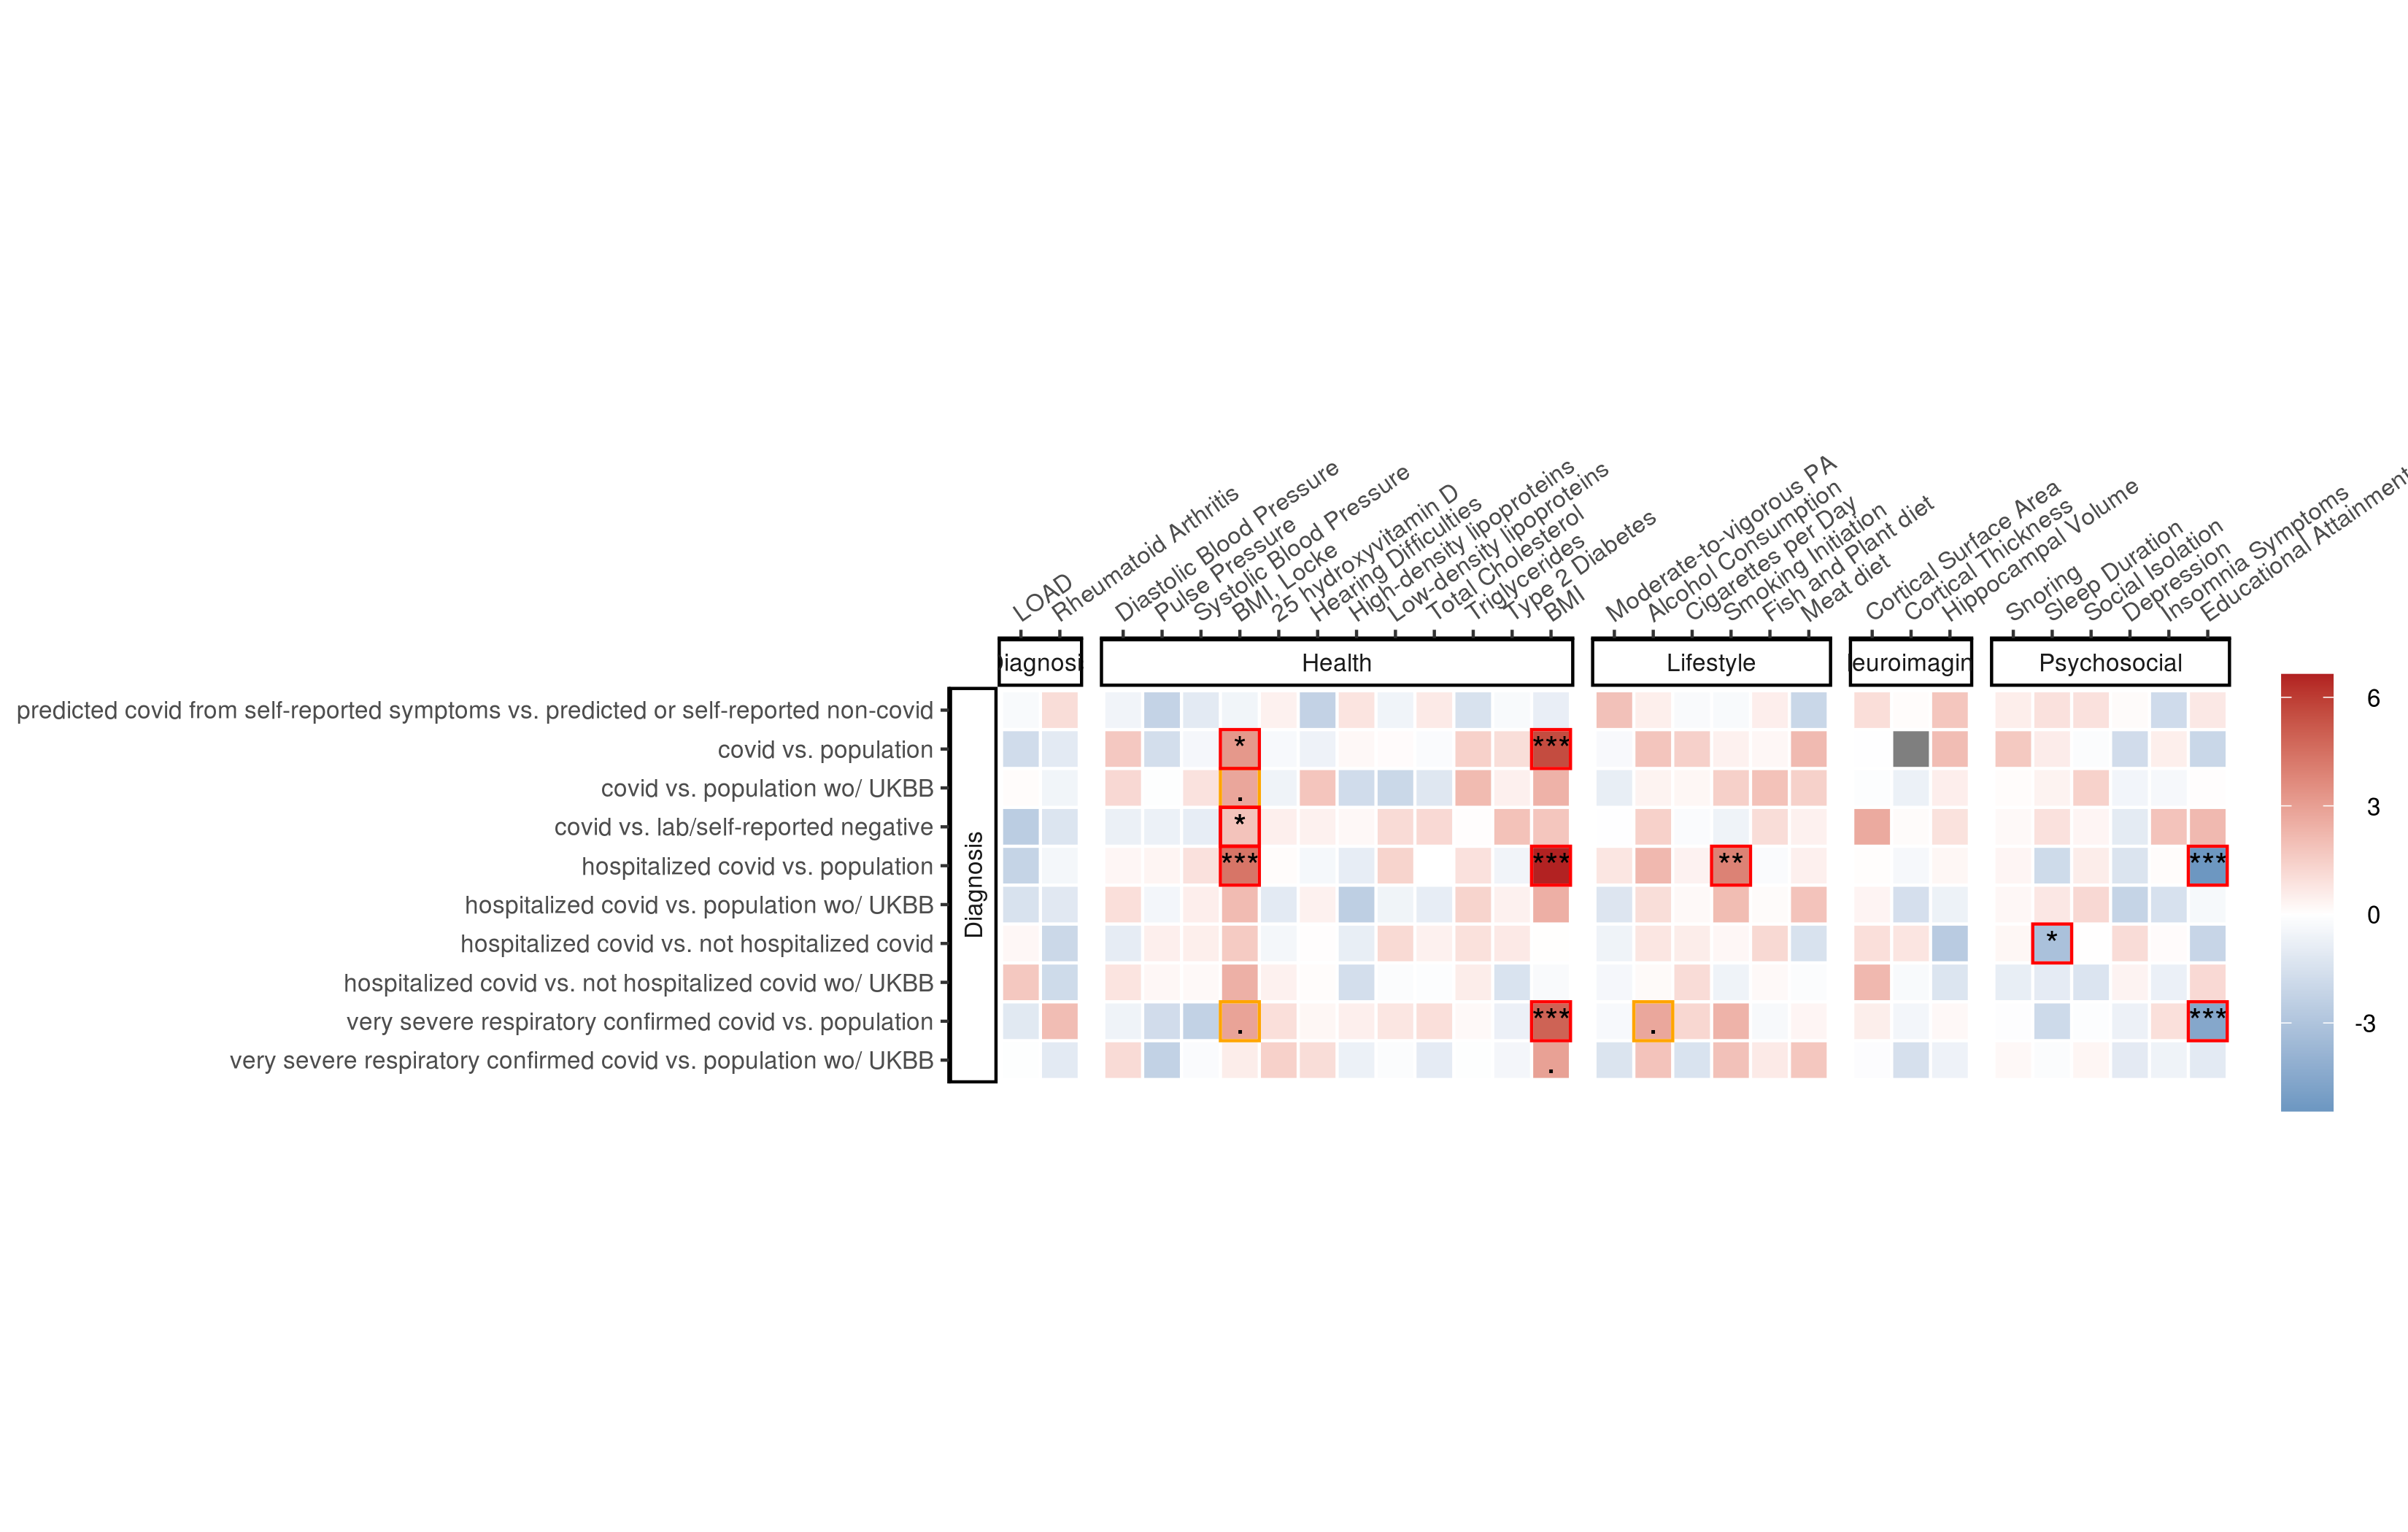 LOAD
Rheumatoid Arthritis
Diastolic Blood Pressure
Pulse Pressure
Systolic Blood Pressure
BMI, Locke
25 hydroxyvitamin D
Hearing Difficulties
High-density lipoproteins
Low-density lipoproteins
Total Cholesterol
Triglycerides
Type 2 Diabetes
BMI
Moderate-to-vigorous PA
Alcohol Consumption
Cigarettes per Day
Smoking Initiation
Fish and Plant diet
Meat diet
Cortical Surface Area
Cortical Thickness
Hippocampal Volume
Snoring
Sleep Duration
Social Isolation
Depression
Insomnia Symptoms
Educational Attainment
iagnosi
Health
Lifestyle
euroimagin
Psychosocial
Diagnosis
predicted covid from self-reported symptoms vs. predicted or self-reported non-covid
covid vs. population * ***
covid vs. population wo/ UKBB .
covid vs. lab/self-reported negative *
hospitalized covid vs. population *** *** ** ***
hospitalized covid vs. population wo/ UKBB
hospitalized covid vs. not hospitalized covid *
hospitalized covid vs. not hospitalized covid wo/ UKBB
very severe respiratory confirmed covid vs. population . *** . ***
very severe respiratory confirmed covid vs. population wo/ UKBB .
6
3
0
-3